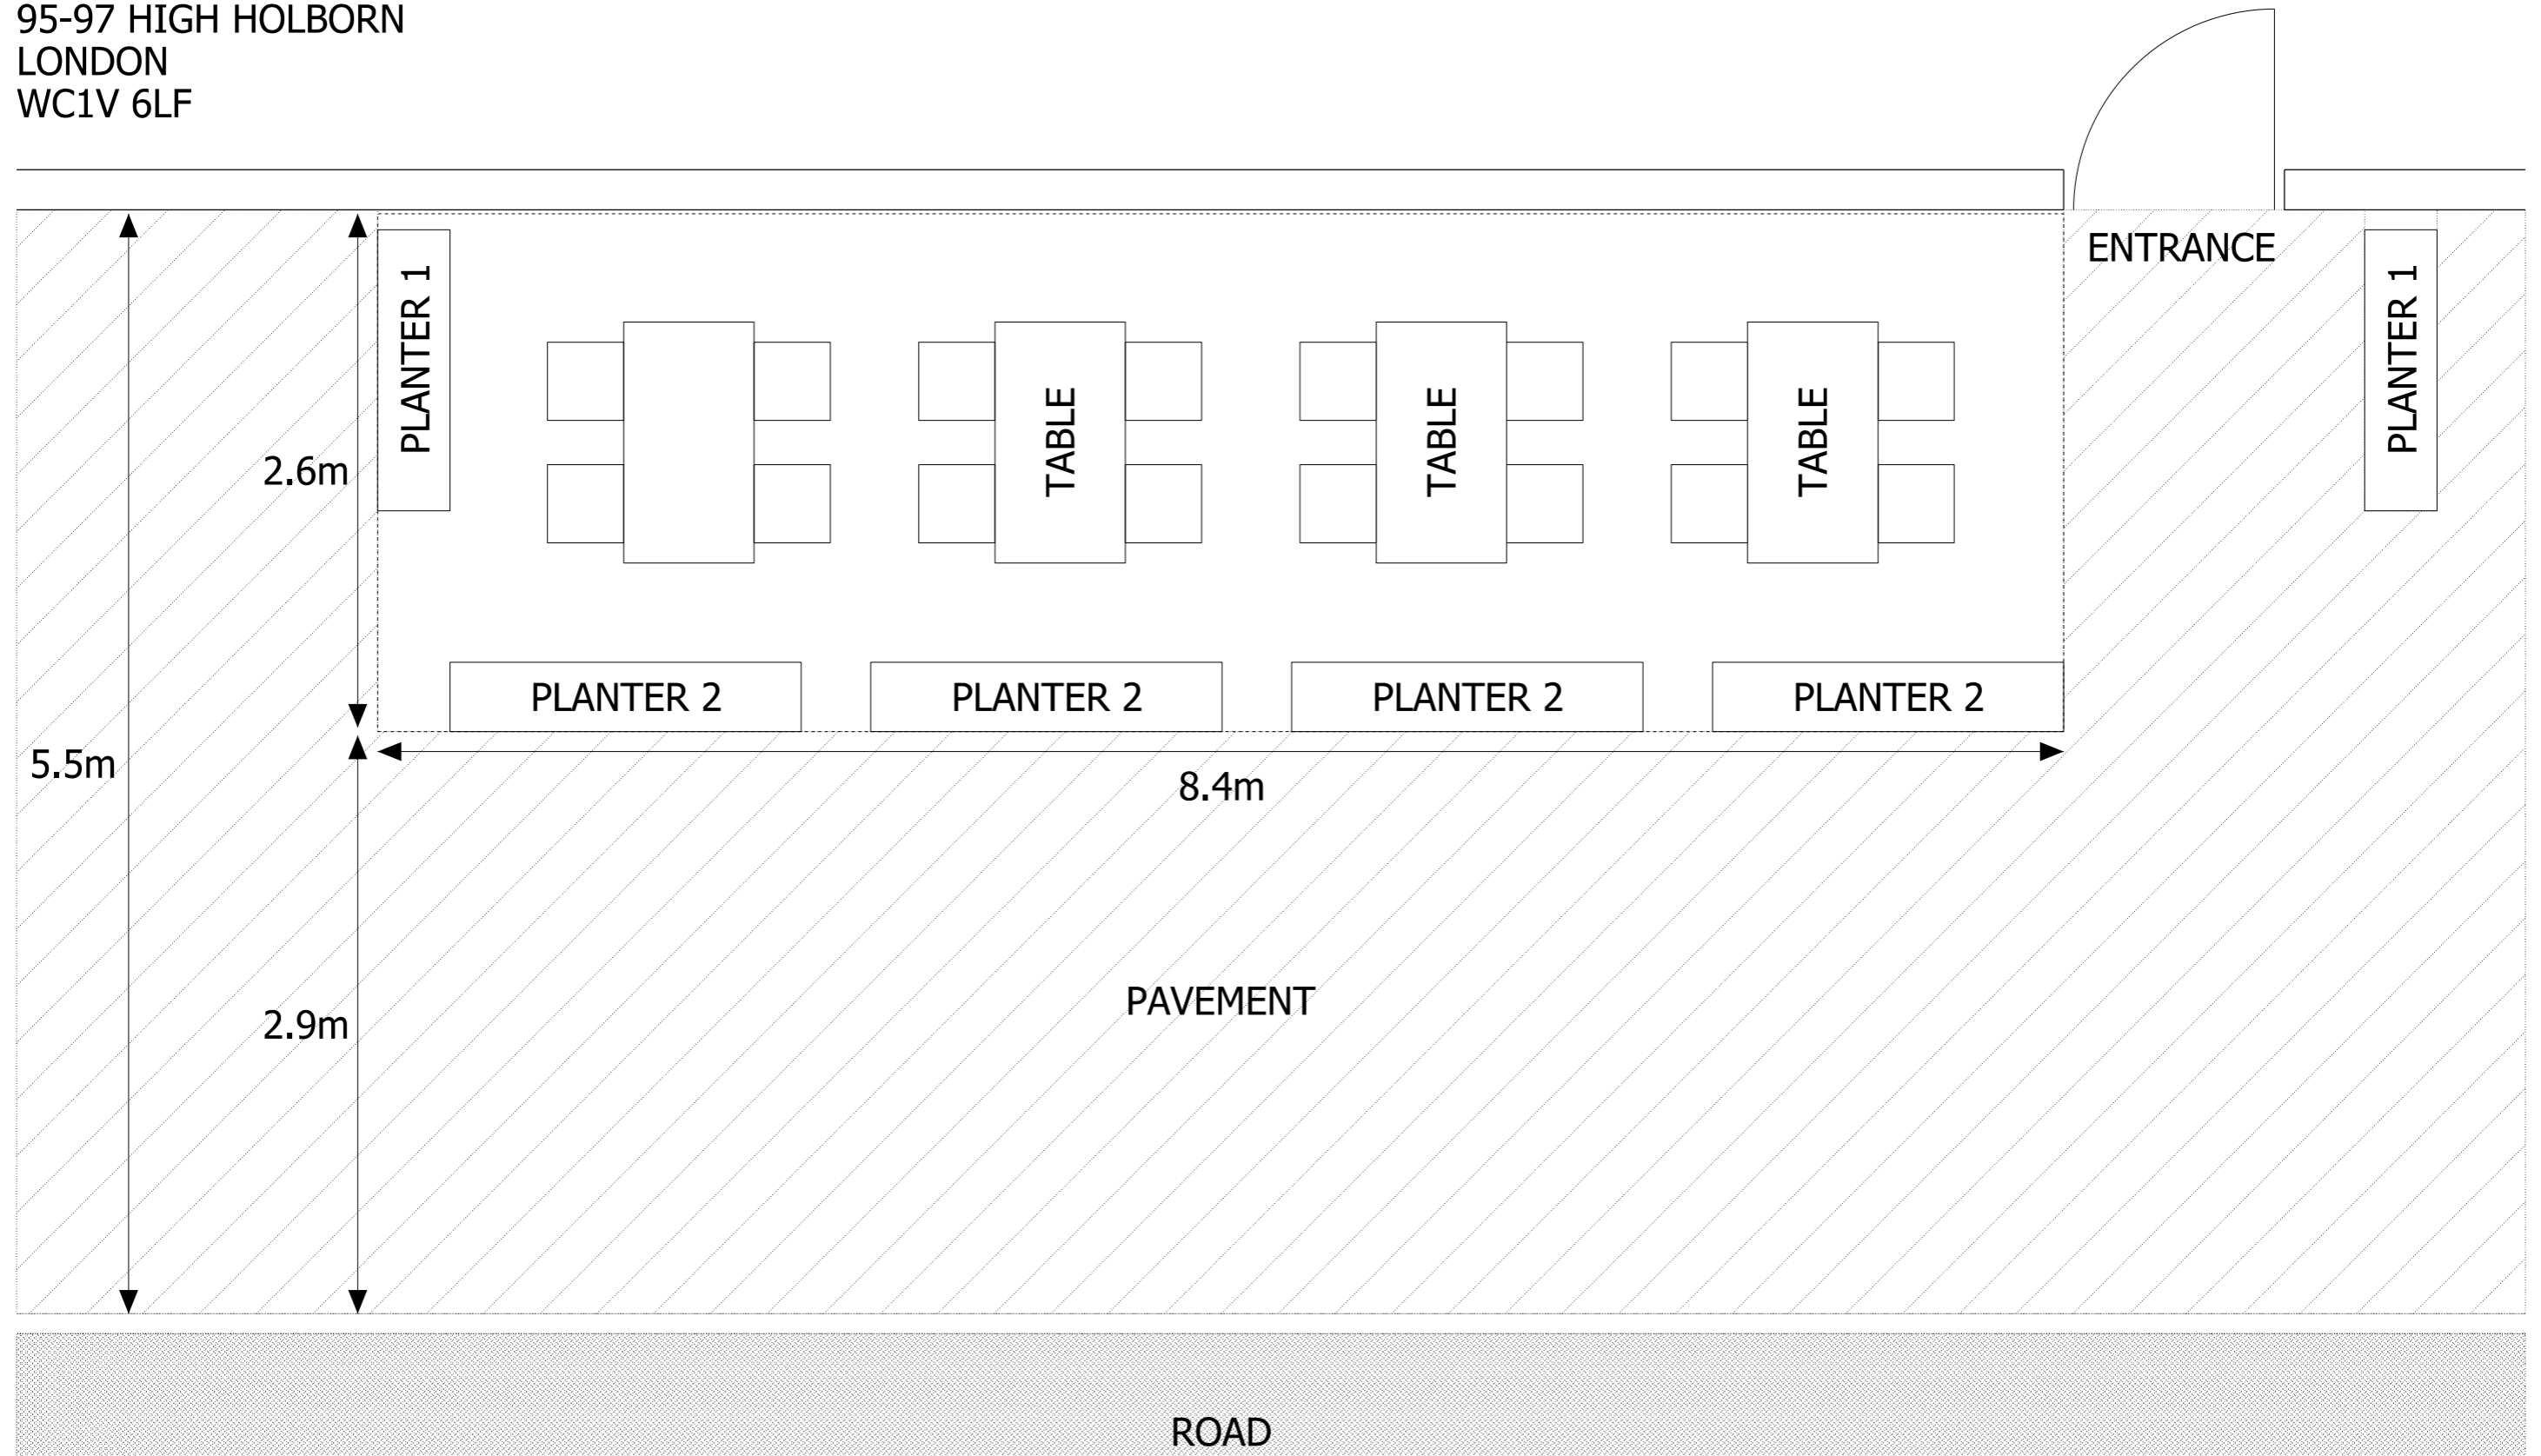 95-97 HIGH HOLBORN
LONDON
WC1V 6LF
ENTRANCE
PLANTER 1
PLANTER 1
TABLE
TABLE
TABLE
2.6m
PLANTER 2
PLANTER 2
PLANTER 2
PLANTER 2
5.5m
8.4m
PAVEMENT
2.9m
ROAD